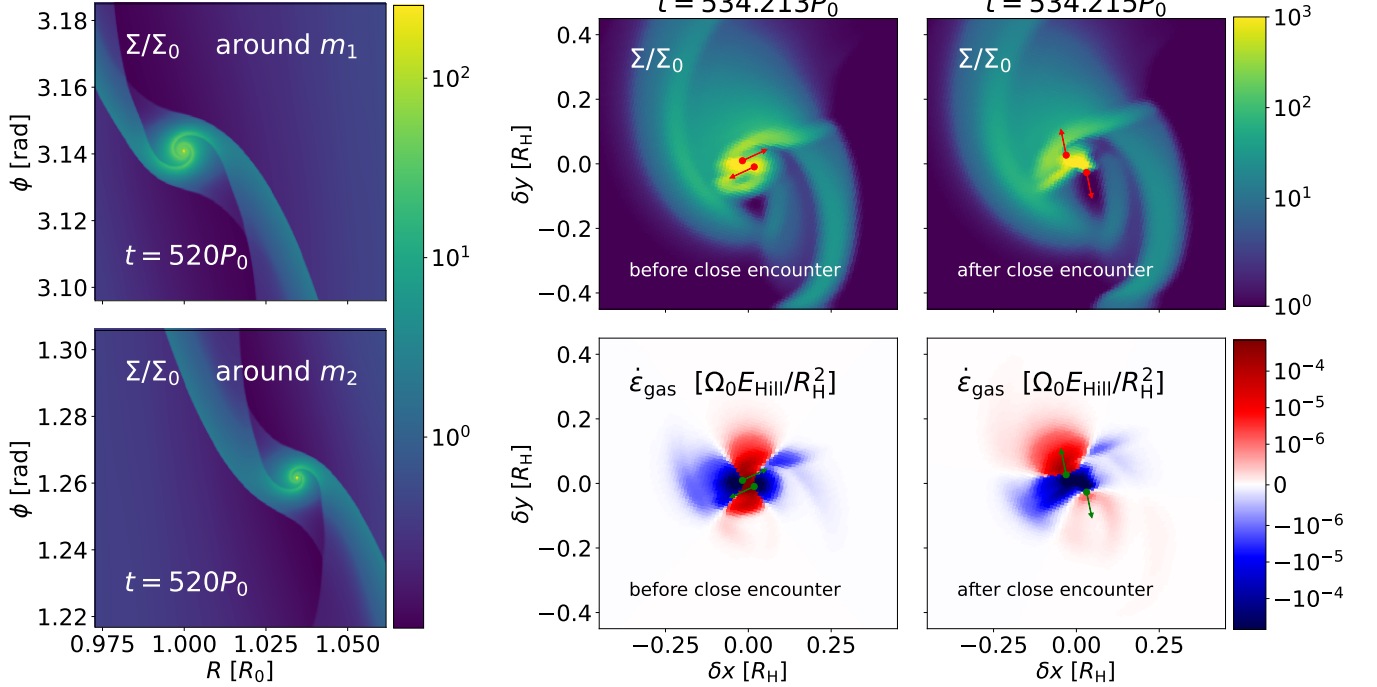 t = 534.213P₀
t = 534.215P₀
3.18
3.16
3.14
3.12
3.10
ϕ [rad]
Σ/Σ₀ around m₁
t = 520P₀
1.30
1.28
1.26
1.24
1.22
ϕ [rad]
Σ/Σ₀ around m₂
t = 520P₀
0.975 1.000 1.025 1.050
R [R₀]
10²
10¹
10⁰
0.4
0.2
0.0
−0.2
−0.4
δy [R_H]
Σ/Σ₀
before close encounter
Σ/Σ₀
after close encounter
10³
10²
10¹
10⁰
0.4
0.2
0.0
−0.2
−0.4
δy [R_H]
ε̇_gas [Ω₀E_Hill/R_H²]
before close encounter
−0.25 0.00 0.25
δx [R_H]
ε̇_gas [Ω₀E_Hill/R_H²]
after close encounter
−0.25 0.00 0.25
δx [R_H]
10⁻⁴
10⁻⁵
10⁻⁶
0
−10⁻⁶
−10⁻⁵
−10⁻⁴